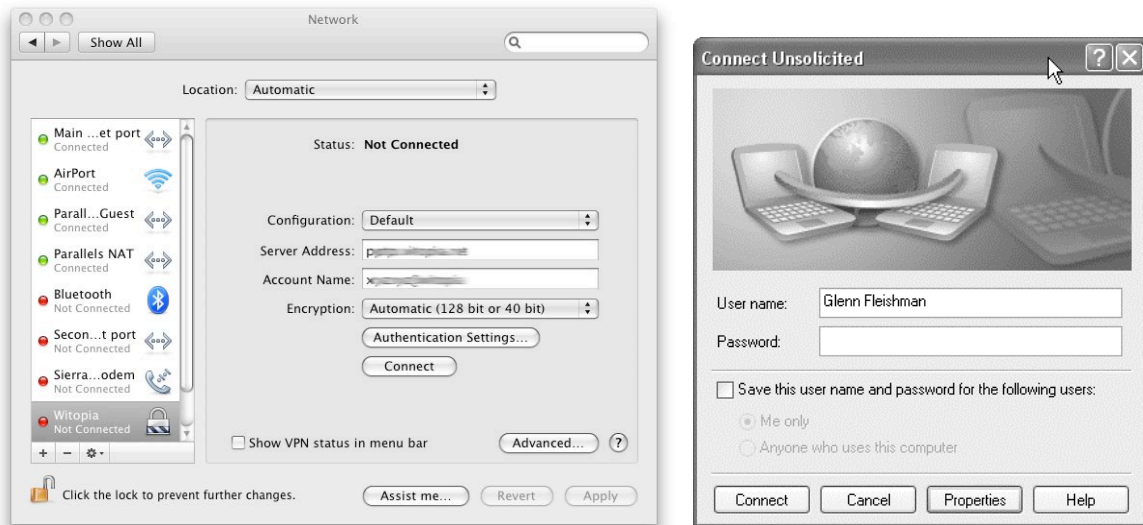 Network
Show All
Location: Automatic
Main ...et port
Connected
AirPort
Connected
Parall...Guest
Connected
Parallels NAT
Connected
Bluetooth
Not Connected
Secon...t port
Not Connected
Sierra...odem
Not Connected
Witopia
Not Connected
Status: Not Connected
Configuration: Default
Server Address:
Account Name:
Encryption: Automatic (128 bit or 40 bit)
Authentication Settings...
Connect
Show VPN status in menu bar
Advanced... ?
Click the lock to prevent further changes.
Assist me... Revert Apply
Connect Unsolicited
User name: Glenn Fleishman
Password:
Save this user name and password for the following users:
Me only
Anyone who uses this computer
Connect Cancel Properties Help